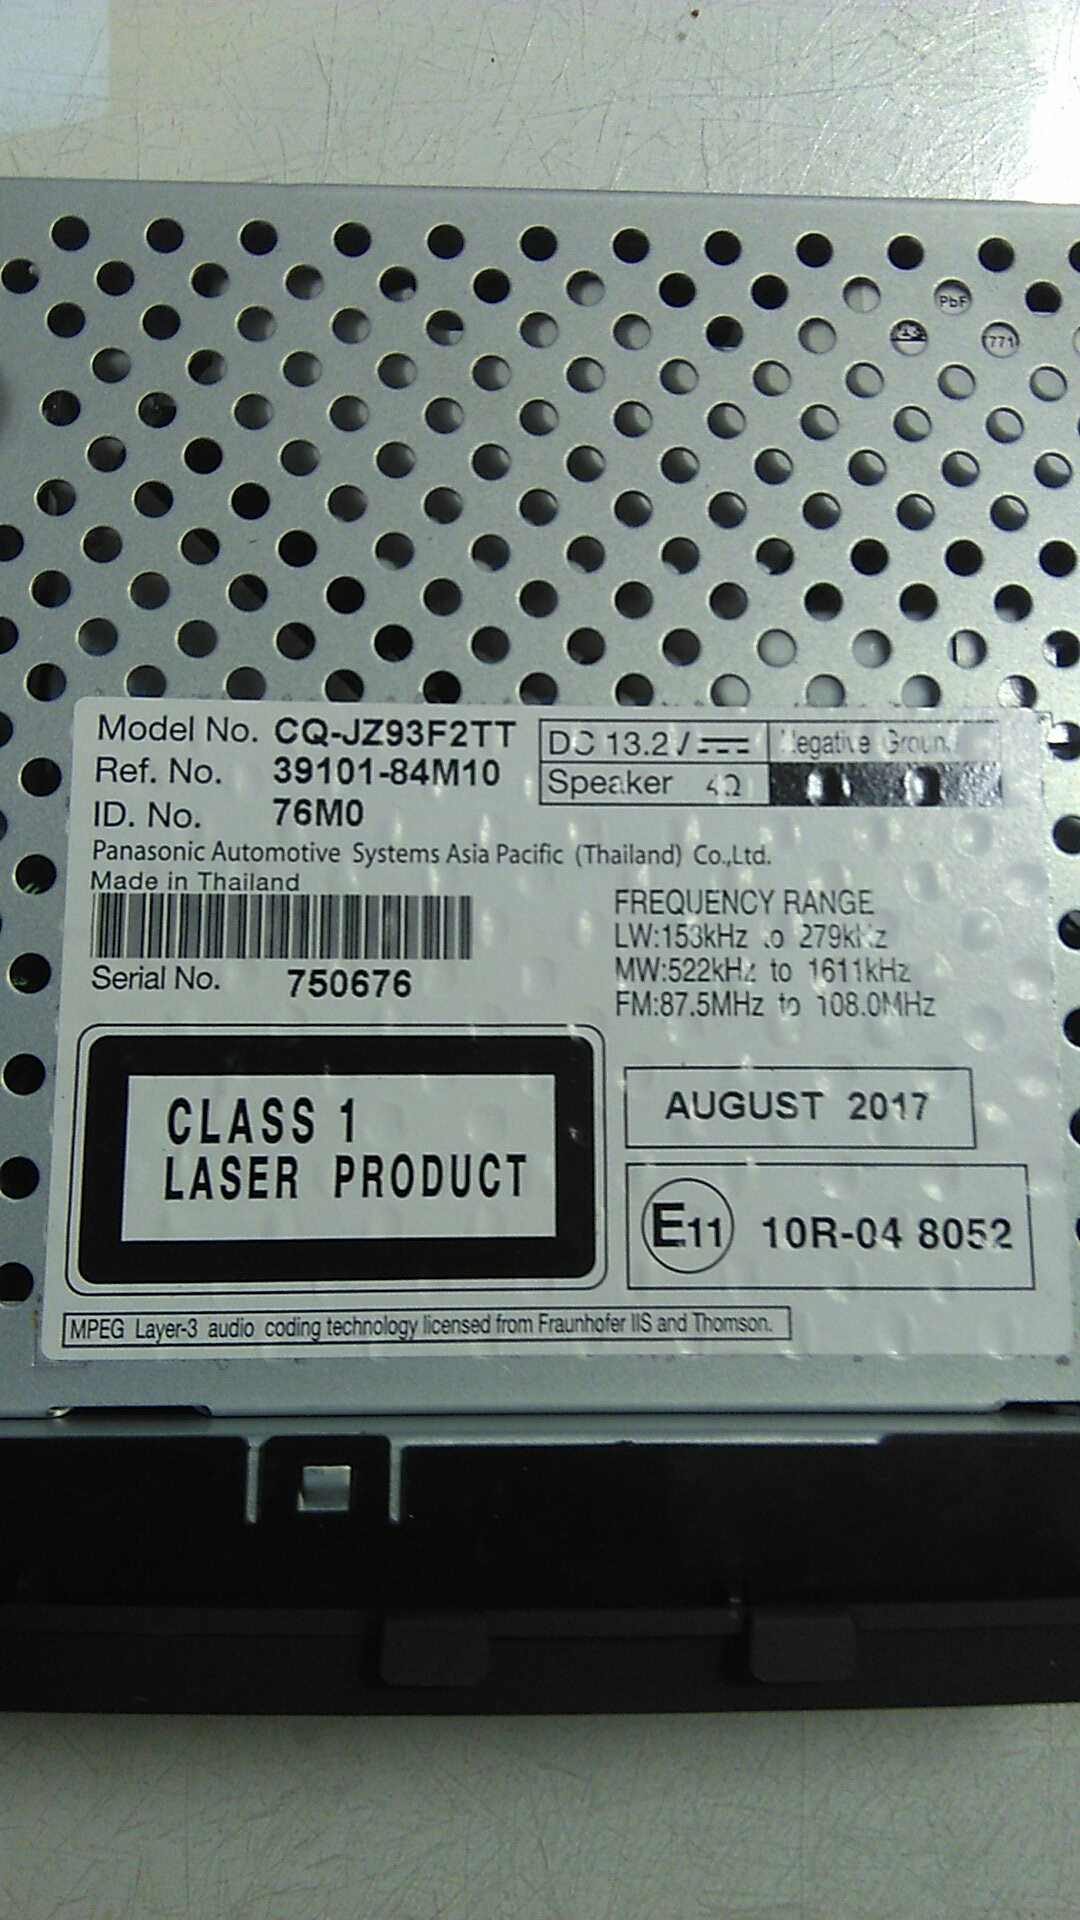 PbF
771
Model No. CQ-JZ93F2TT
Ref. No. 39101-84M10
ID. No. 76M0
DC 13.2V Negative Ground
Speaker 4Ω
Panasonic Automotive Systems Asia Pacific (Thailand) Co.,Ltd.
Made in Thailand
Serial No. 750676
FREQUENCY RANGE
LW:153kHz to 279kHz
MW:522kHz to 1611kHz
FM:87.5MHz to 108.0MHz
CLASS 1
LASER PRODUCT
AUGUST 2017
E11 10R-04 8052
MPEG Layer-3 audio coding technology licensed from Fraunhofer IIS and Thomson.